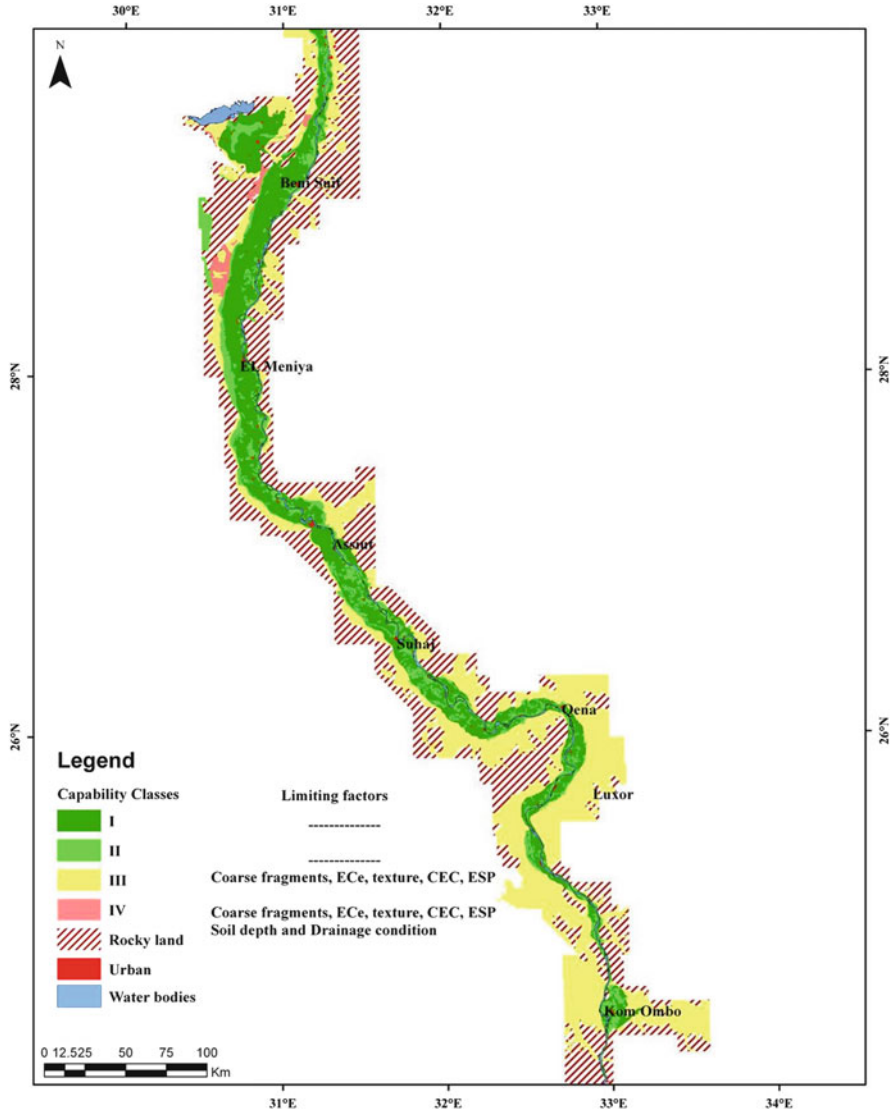 30°E 31°E 32°E 33°E
N
Beni Suif
28°N EL Meniya 28°N
Assiut
Suhaj
Qena
26°N 26°N
Legend
Luxor
Capability Classes Limiting factors
I --------------
II --------------
III Coarse fragments, ECe, texture, CEC, ESP
IV Coarse fragments, ECe, texture, CEC, ESP
Soil depth and Drainage condition
Rocky land
Urban
Water bodies
Kom Ombo
0 12.525 50 75 100
Km
31°E 32°E 33°E 34°E